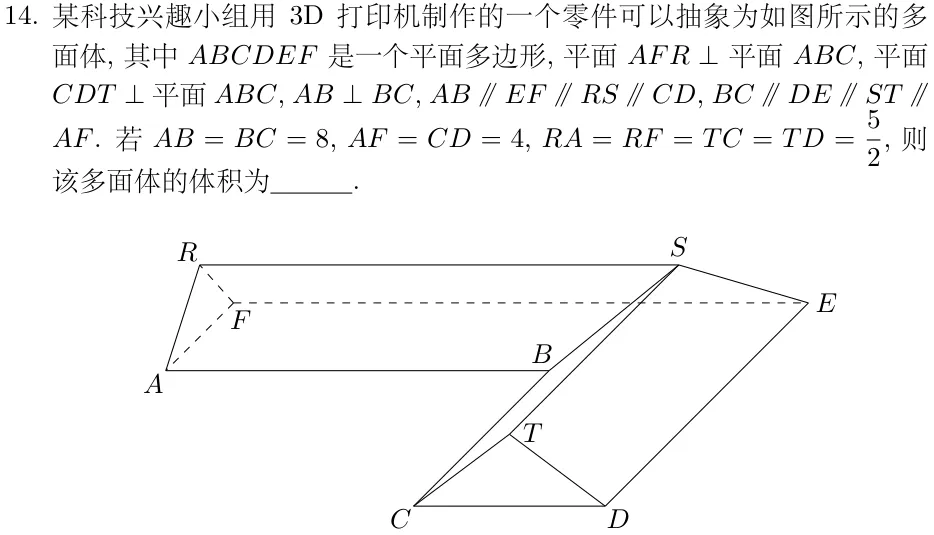 14. 某科技兴趣小组用 3D 打印机制作的一个零件可以抽象为如图所示的多
面体, 其中 ABCDEF 是一个平面多边形, 平面 AFR ⊥ 平面 ABC, 平面
CDT ⊥ 平面 ABC, AB ⊥ BC, AB ∥ EF ∥ RS ∥ CD, BC ∥ DE ∥ ST ∥
AF. 若 AB = BC = 8, AF = CD = 4, RA = RF = TC = TD = 5/2, 则
该多面体的体积为______.
R
S
F
E
A
B
T
C
D